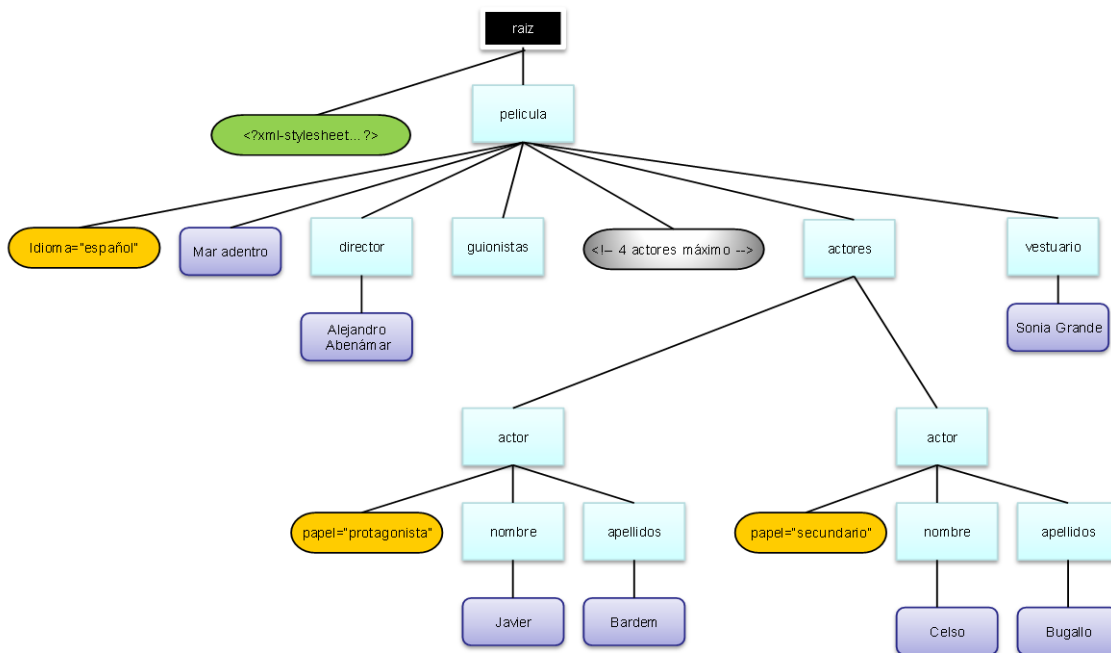 raiz
pelicula
<?xml-stylesheet...?>
Idioma="español"
Mar adentro
director
guionistas
<!-- 4 actores máximo -->
actores
vestuario
Alejandro
Abenámar
Sonia Grande
actor
actor
papel="protagonista"
nombre
apellidos
papel="secundario"
nombre
apellidos
Javier
Bardem
Celso
Bugallo